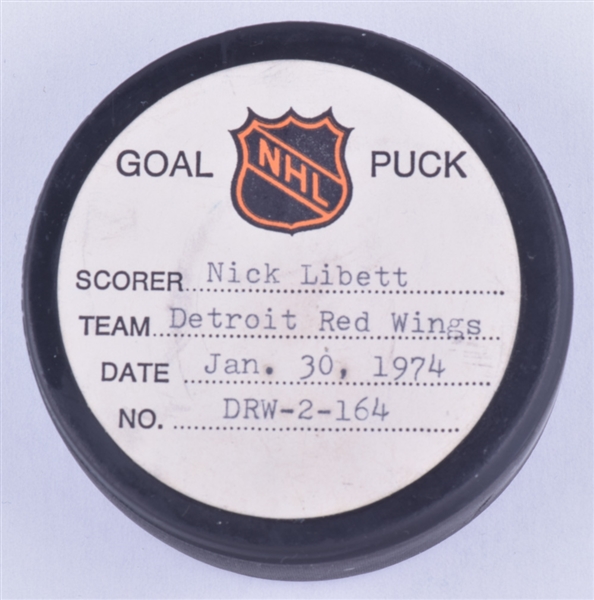 GOAL NHL PUCK
SCORER Nick Libett
TEAM Detroit Red Wings
DATE Jan. 30, 1974
NO. DRW-2-164